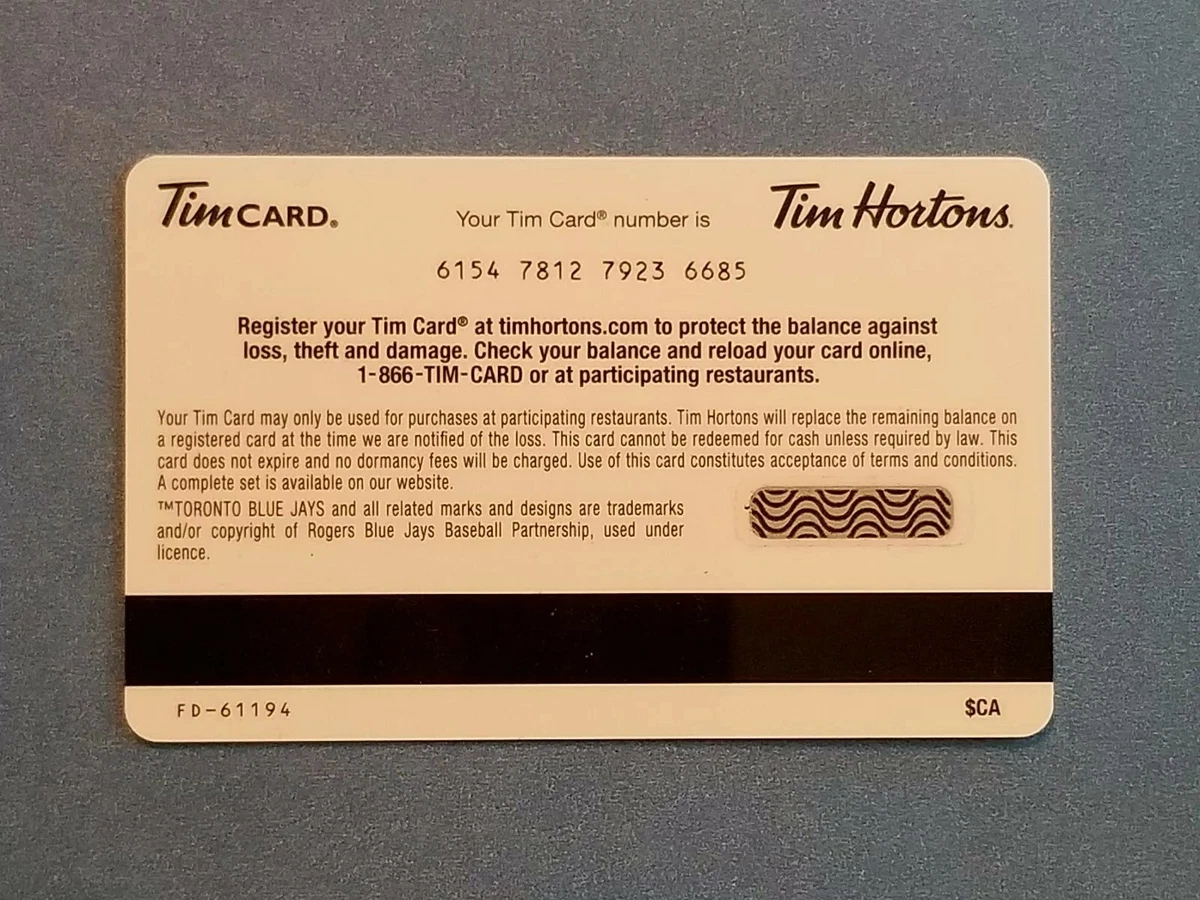 TimCARD® Your Tim Card® number is Tim Hortons.
6154 7812 7923 6685
Register your Tim Card® at timhortons.com to protect the balance against
loss, theft and damage. Check your balance and reload your card online,
1-866-TIM-CARD or at participating restaurants.
Your Tim Card may only be used for purchases at participating restaurants. Tim Hortons will replace the remaining balance on
a registered card at the time we are notified of the loss. This card cannot be redeemed for cash unless required by law. This
card does not expire and no dormancy fees will be charged. Use of this card constitutes acceptance of terms and conditions.
A complete set is available on our website.
™TORONTO BLUE JAYS and all related marks and designs are trademarks
and/or copyright of Rogers Blue Jays Baseball Partnership, used under
licence.
FD-61194 $CA